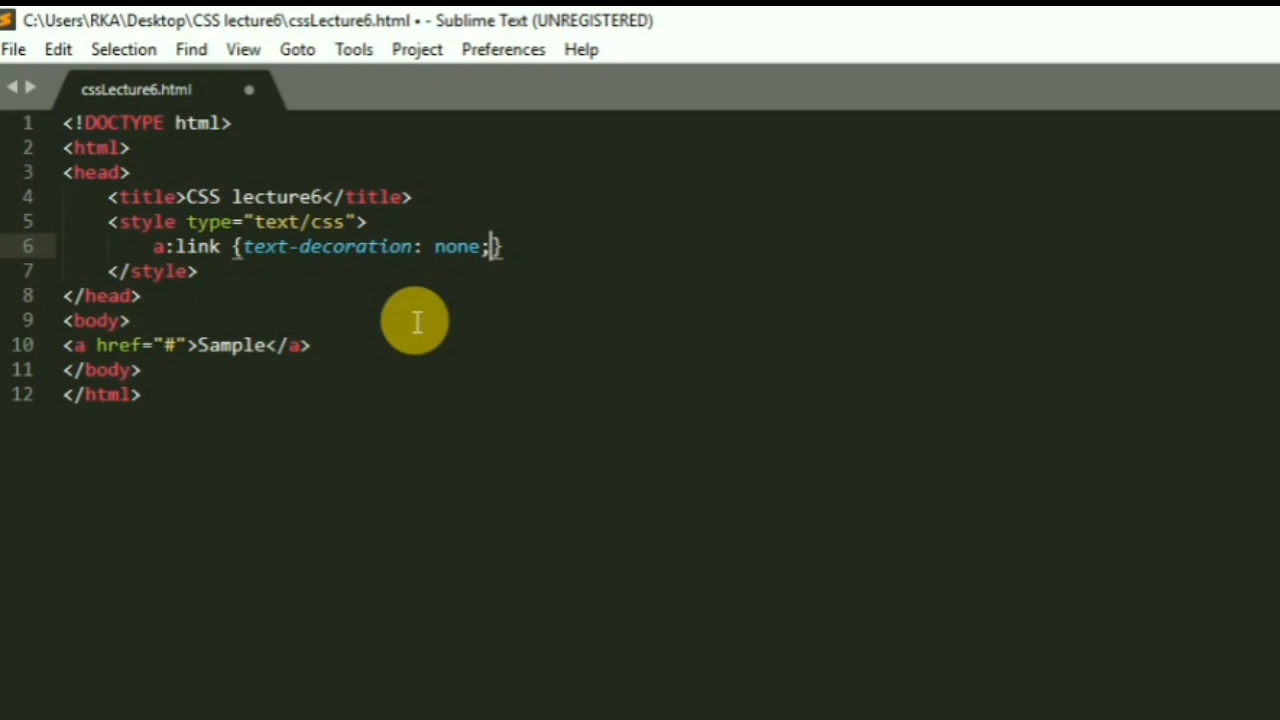 C:\Users\RKA\Desktop\CSS lecture6\cssLecture6.html • - Sublime Text (UNREGISTERED)
File Edit Selection Find View Goto Tools Project Preferences Help
cssLecture6.html
1 <!DOCTYPE html>
2 <html>
3 <head>
4 <title>CSS lecture6</title>
5 <style type="text/css">
6 a:link {text-decoration: none;}
7 </style>
8 </head>
9 <body>
10 <a href="#">Sample</a>
11 </body>
12 </html>